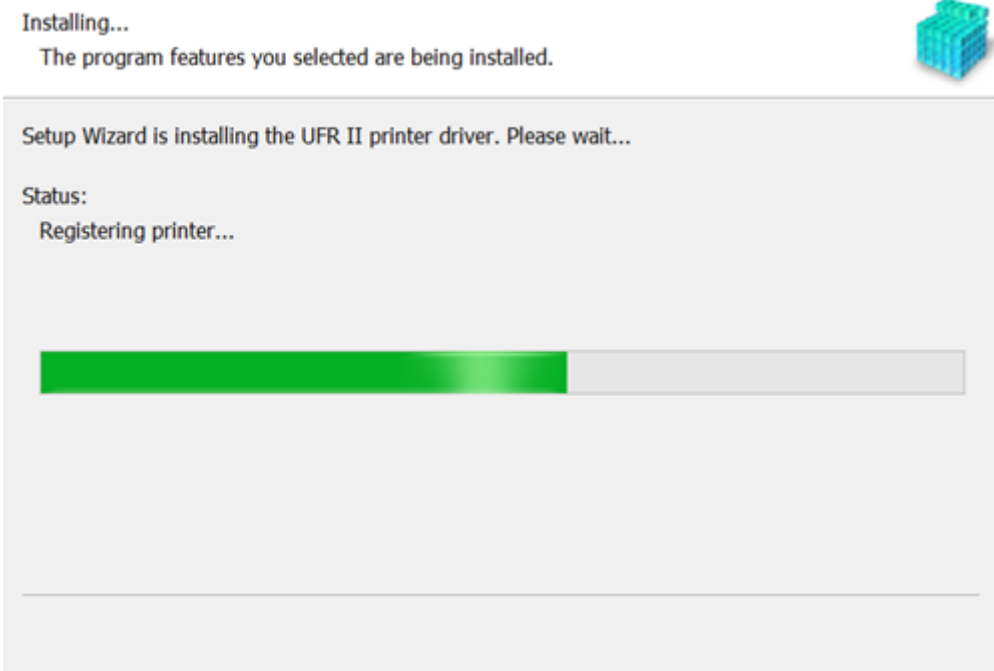 Installing...
The program features you selected are being installed.
Setup Wizard is installing the UFR II printer driver. Please wait...
Status:
Registering printer...